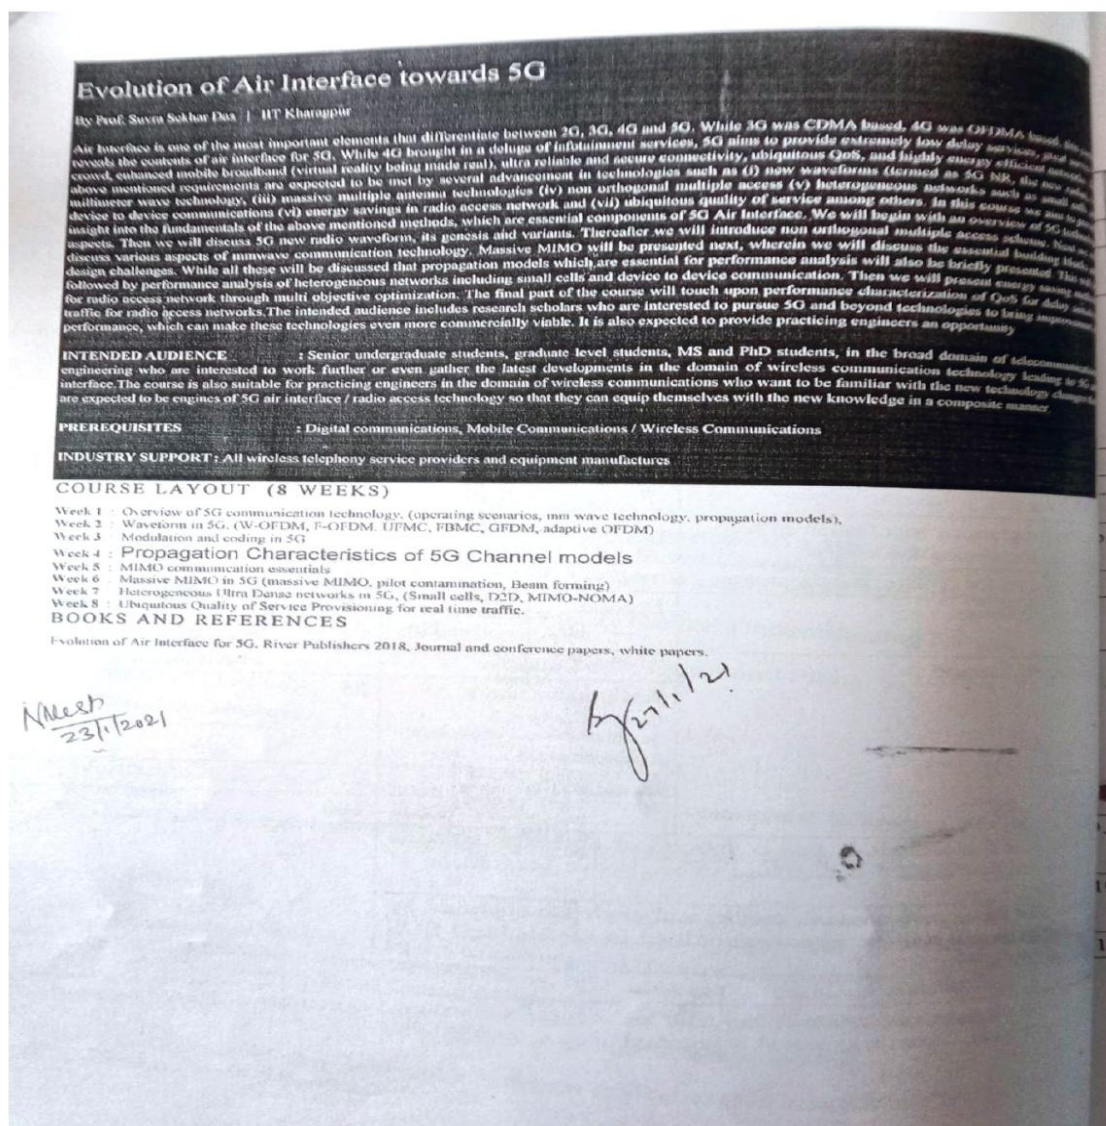 Evolution of Air Interface towards 5G
By Prof. Suvra Sekhar Das | IIT Kharagpur
Air Interface is one of the most important elements that differentiate between 2G, 3G, 4G and 5G. While 3G was CDMA based, 4G was OFDMA based,
reveals the contents of air interface for 5G. While 4G brought in a deluge of infotainment services, 5G aims to provide extremely low delay services,
crowd, enhanced mobile broadband (virtual reality being made real), ultra reliable and secure connectivity, ubiquitous QoS, and highly energy efficient
above mentioned requirements are expected to be met by several advancement in technologies such as (i) new waveforms (termed as 5G NR, the new
millimeter wave technology, (iii) massive multiple antenna technologies (iv) non orthogonal multiple access (v) heterogeneous networks such as small
device to device communications (vi) energy savings in radio access network and (vii) ubiquitous quality of service among others. In this course we aim to
insight into the fundamentals of the above mentioned methods, which are essential components of 5G Air Interface. We will begin with an overview of 5G
aspects. Then we will discuss 5G new radio waveform, its genesis and variants. Thereafter we will introduce non orthogonal multiple access scheme.
discuss various aspects of mmwave communication technology. Massive MIMO will be presented next, wherein we will discuss the essential building
design challenges. While all these will be discussed that propagation models which are essential for performance analysis will also be briefly presented.
followed by performance analysis of heterogeneous networks including small cells and device to device communication. Then we will present energy saving
for radio access network through multi objective optimization. The final part of the course will touch upon performance characterization of QoS for delay
traffic for radio access networks.The intended audience includes research scholars who are interested to pursue 5G and beyond technologies to bring
performance, which can make these technologies even more commercially viable. It is also expected to provide practicing engineers an opportunity
INTENDED AUDIENCE : Senior undergraduate students, graduate level students, MS and PhD students, in the broad domain of
engineering who are interested to work further or even gather the latest developments in the domain of wireless communication technology leading to 5G
interface.The course is also suitable for practicing engineers in the domain of wireless communications who want to be familiar with the new technology
are expected to be engines of 5G air interface / radio access technology so that they can equip themselves with the new knowledge in a composite manner.
PREREQUISITES : Digital communications, Mobile Communications / Wireless Communications
INDUSTRY SUPPORT : All wireless telephony service providers and equipment manufactures
COURSE LAYOUT (8 WEEKS)
Week 1 : Overview of 5G communication technology. (operating scenarios, mm wave technology, propagation models),
Week 2 : Waveform in 5G. (W-OFDM, F-OFDM. UFMC, FBMC, GFDM, adaptive OFDM)
Week 3 : Modulation and coding in 5G
Week 4 : Propagation Characteristics of 5G Channel models
Week 5 : MIMO communication essentials
Week 6 : Massive MIMO in 5G (massive MIMO, pilot contamination, Beam forming)
Week 7 : Heterogeneous Ultra Dense networks in 5G, (Small cells, D2D, MIMO-NOMA)
Week 8 : Ubiqutous Quality of Service Provisioning for real time traffic.
BOOKS AND REFERENCES
Evolution of Air Interface for 5G. River Publishers 2018, Journal and conference papers, white papers.
23/1/2021
27/1/21